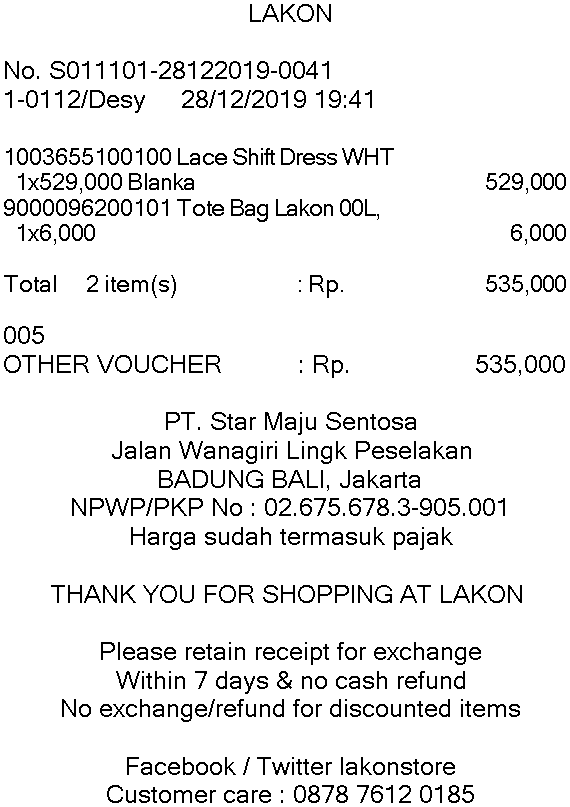 LAKON
No. S011101-28122019-0041
1-0112/Desy 28/12/2019 19:41
1003655100100 Lace Shift Dress WHT
1x529,000 Blanka 529,000
9000096200101 Tote Bag Lakon 00L,
1x6,000 6,000
Total 2 item(s) : Rp. 535,000
005
OTHER VOUCHER : Rp. 535,000
PT. Star Maju Sentosa
Jalan Wanagiri Lingk Peselakan
BADUNG BALI, Jakarta
NPWP/PKP No : 02.675.678.3-905.001
Harga sudah termasuk pajak
THANK YOU FOR SHOPPING AT LAKON
Please retain receipt for exchange
Within 7 days & no cash refund
No exchange/refund for discounted items
Facebook / Twitter lakonstore
Customer care : 0878 7612 0185